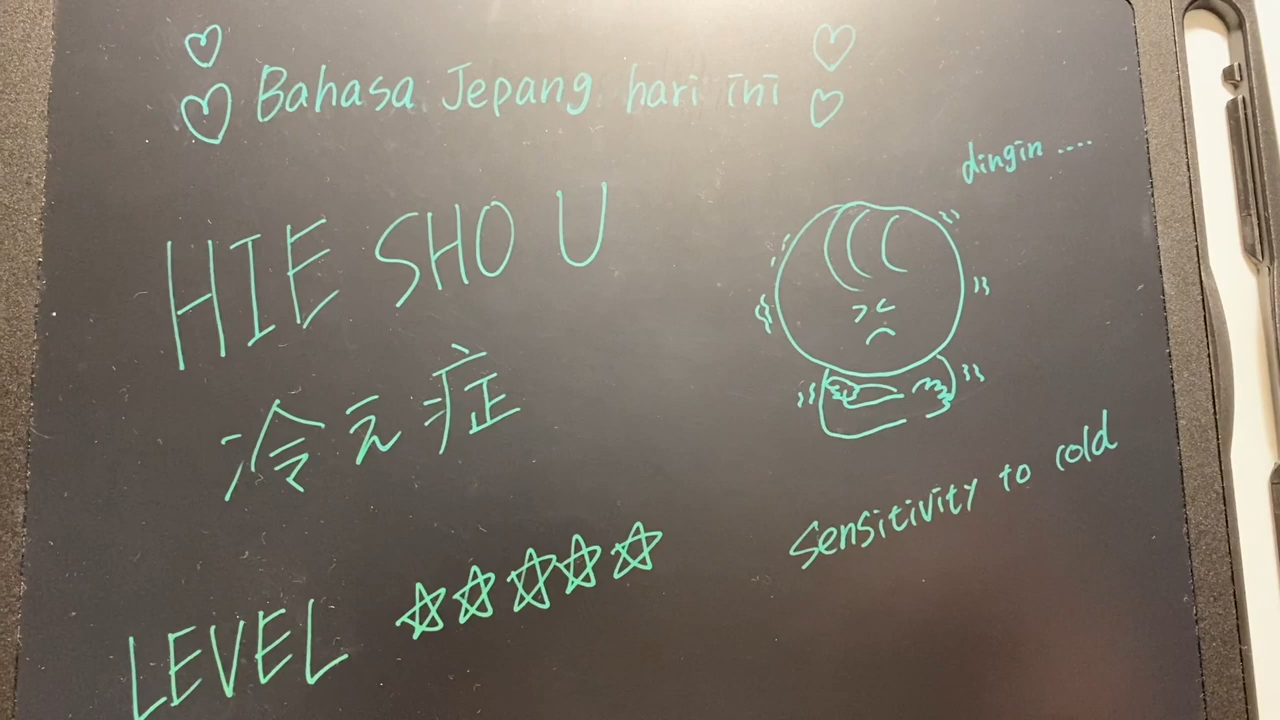 Bahasa Jepang hari ini
dingin ....
HIE SHO U
冷え症
Sensitivity to cold
LEVEL ☆☆☆☆☆